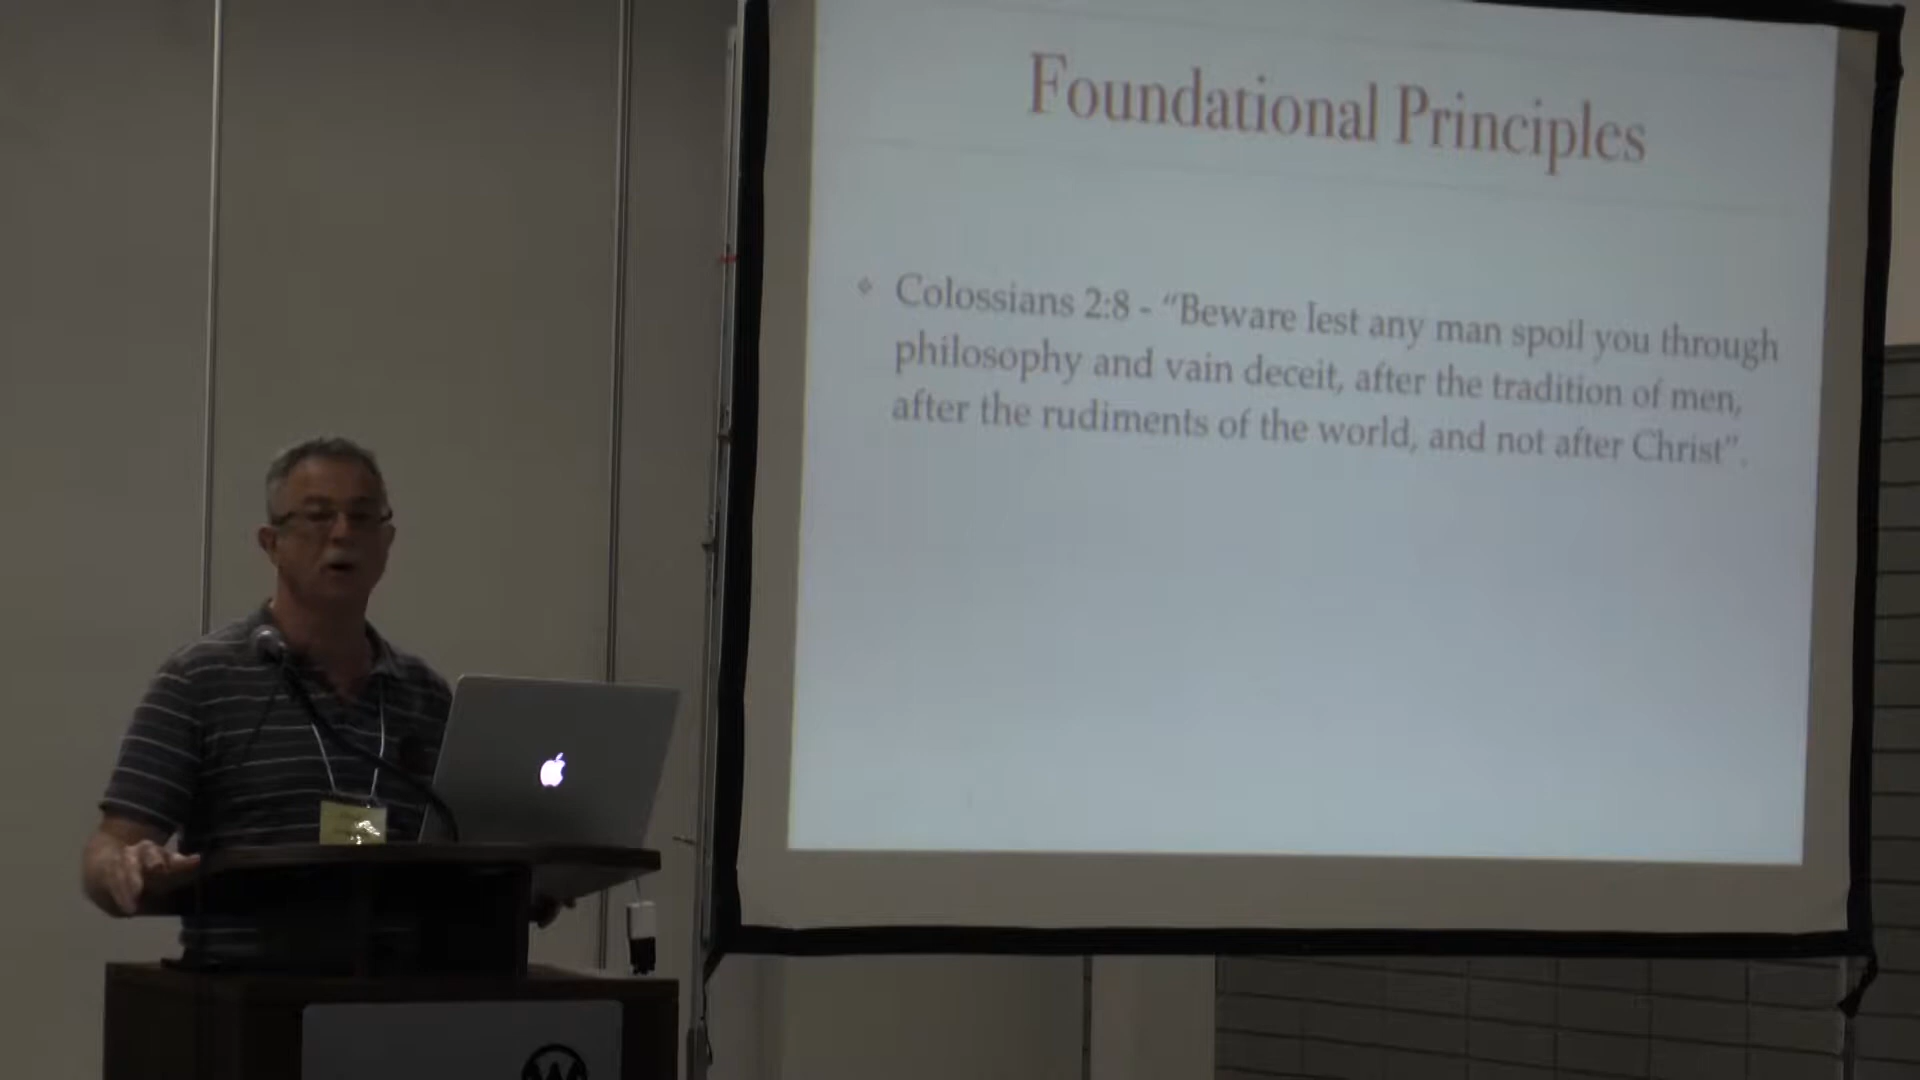 Foundational Principles
Colossians 2:8 - “Beware lest any man spoil you through
philosophy and vain deceit, after the tradition of men,
after the rudiments of the world, and not after Christ”.
W